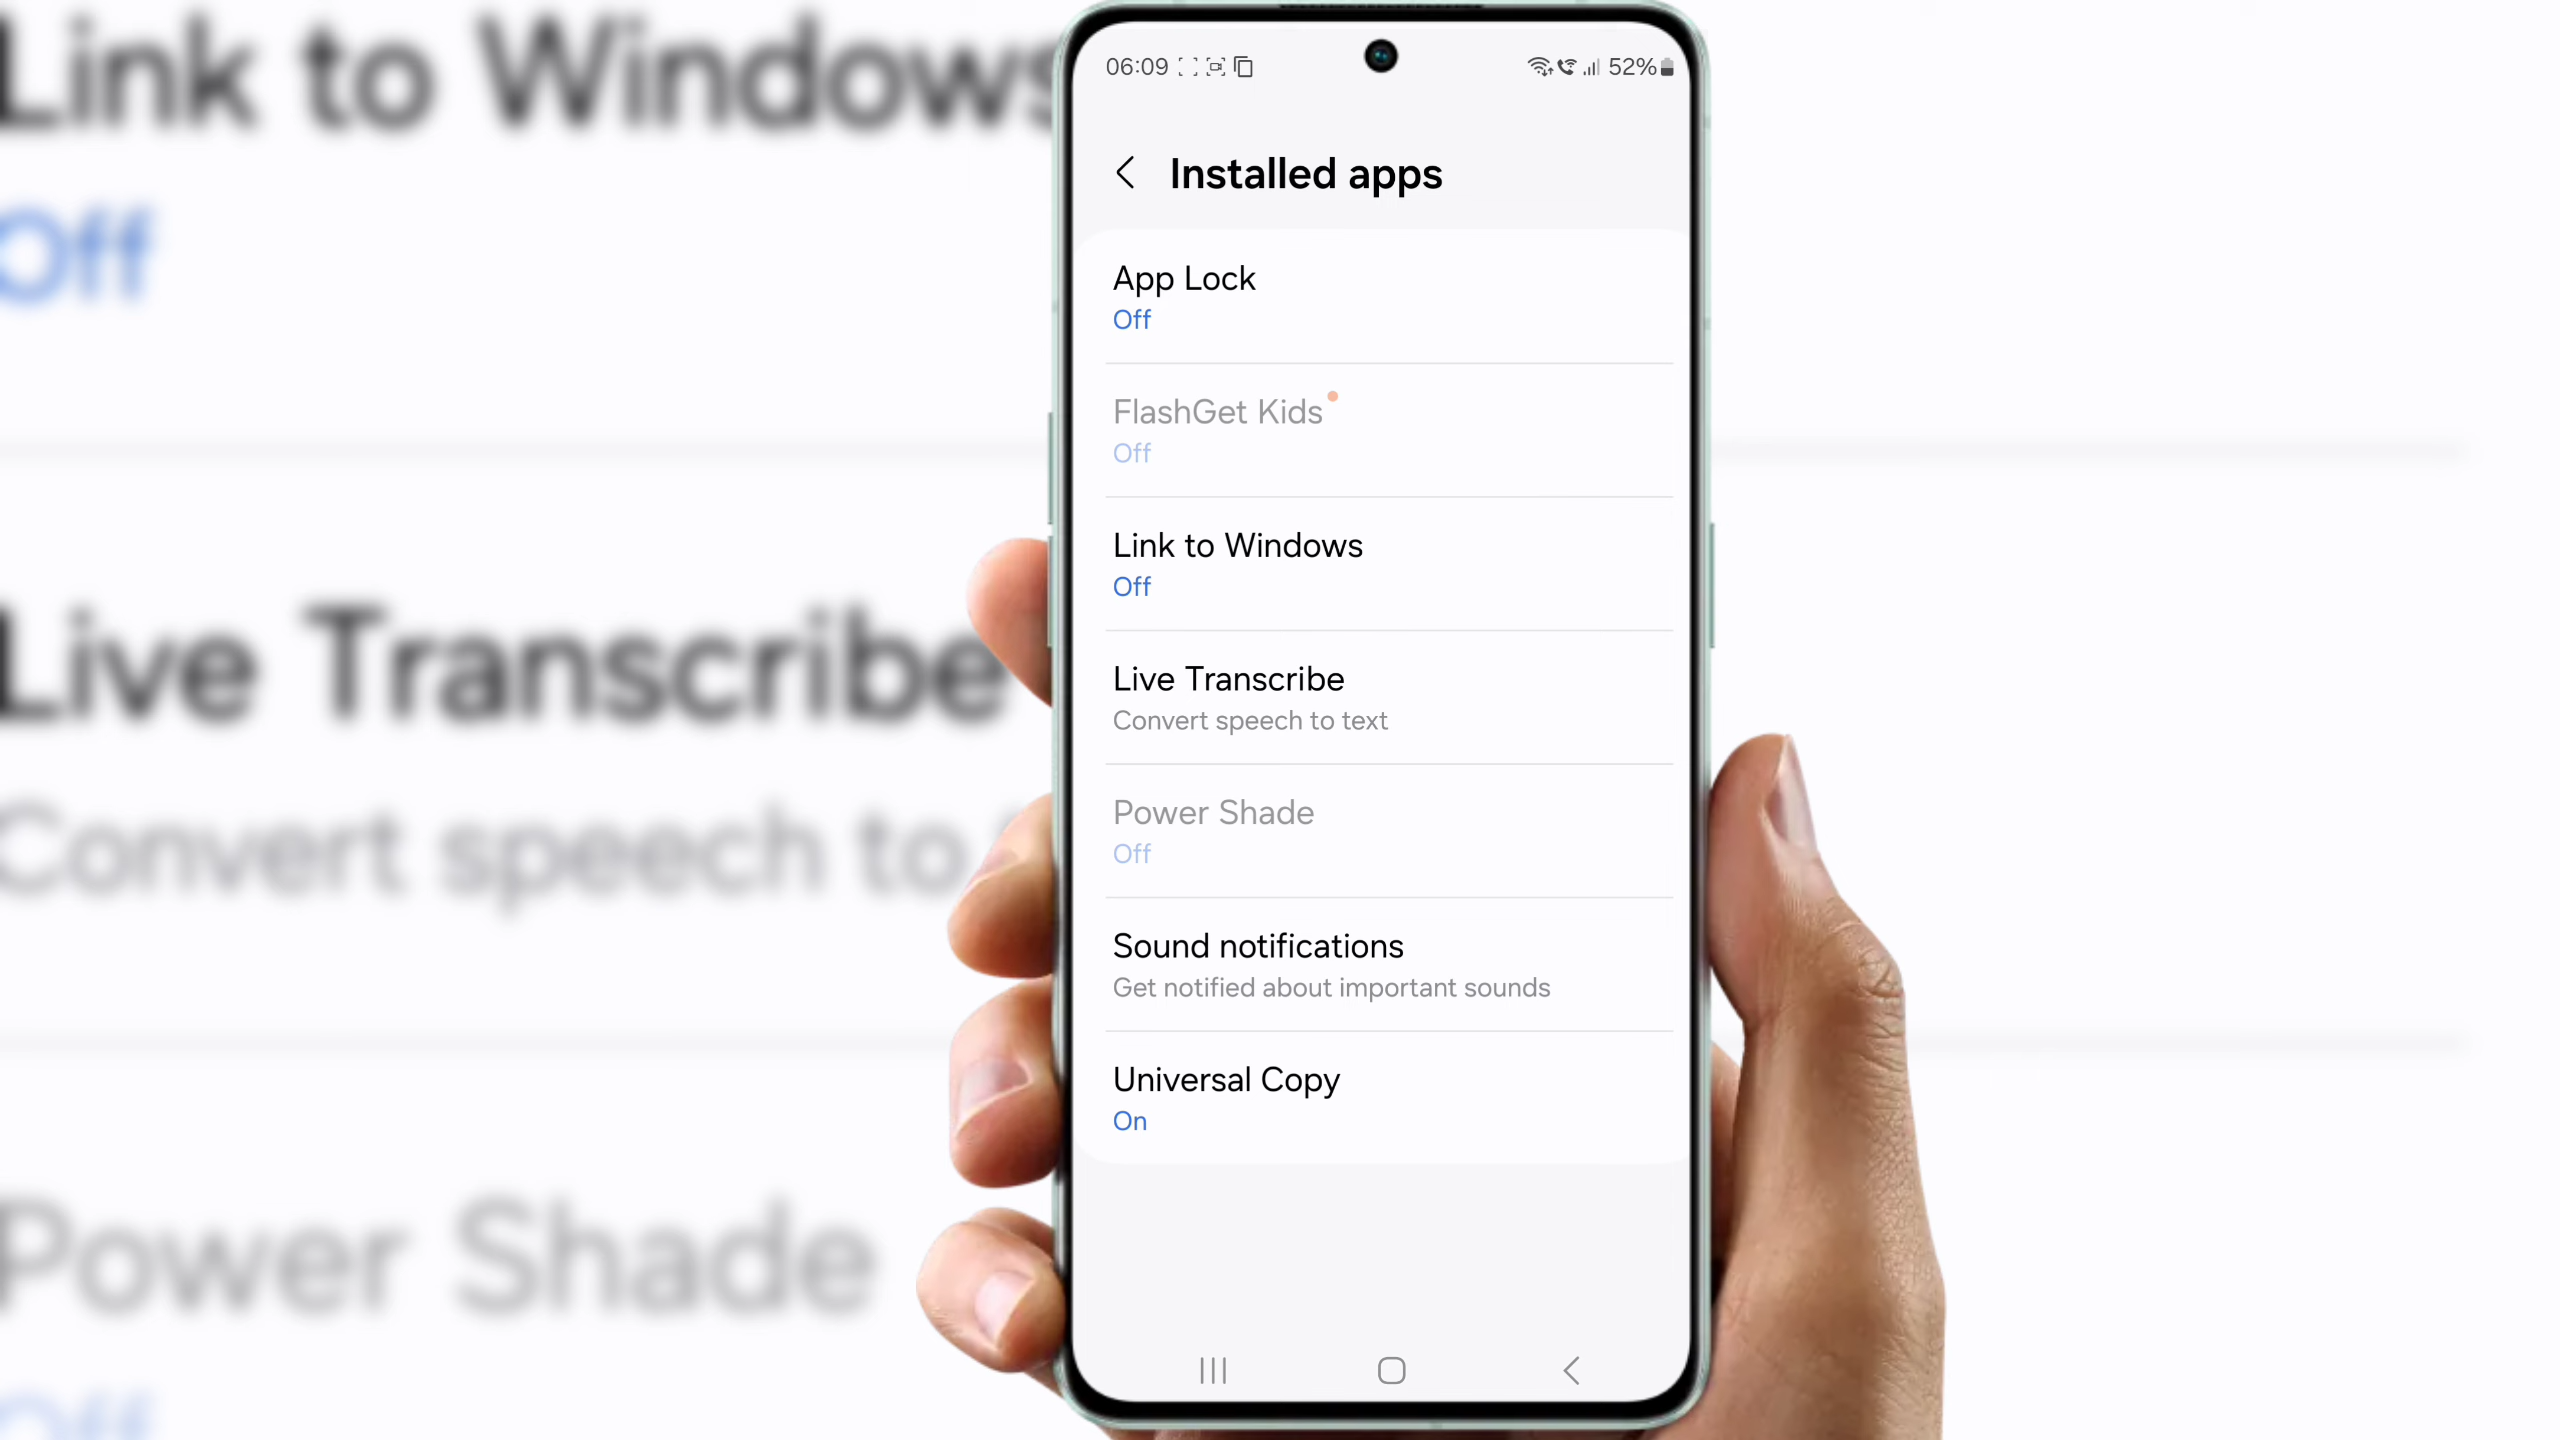 Link to Windows
Off
Live Transcribe
Convert speech to
Power Shade
Off
06:09
52%
Installed apps
App Lock
Off
FlashGet Kids
Off
Link to Windows
Off
Live Transcribe
Convert speech to text
Power Shade
Off
Sound notifications
Get notified about important sounds
Universal Copy
On